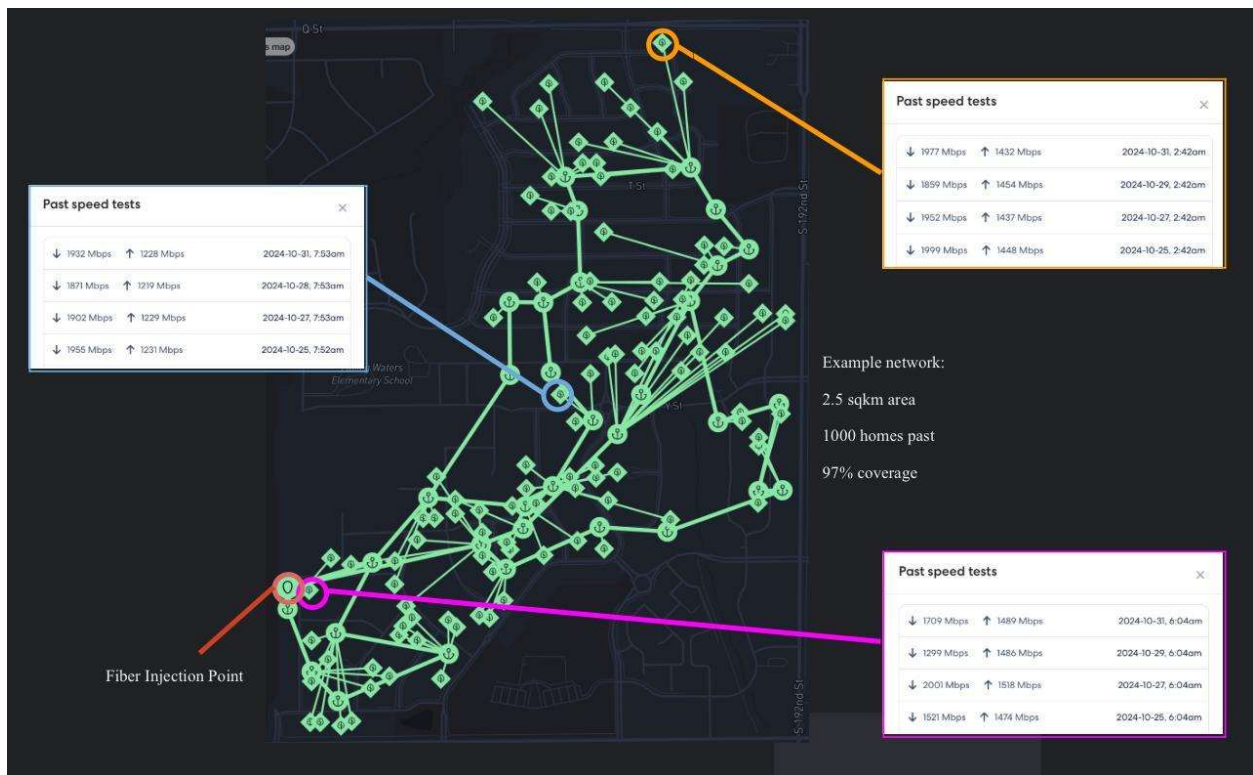 Q St
s map
Past speed tests
×
↓ 1977 Mbps ↑ 1432 Mbps 2024-10-31, 2:42am
↓ 1859 Mbps ↑ 1454 Mbps 2024-10-29, 2:42am
↓ 1952 Mbps ↑ 1437 Mbps 2024-10-27, 2:42am
↓ 1999 Mbps ↑ 1448 Mbps 2024-10-25, 2:42am
T St
S 192nd St
Past speed tests
×
↓ 1932 Mbps ↑ 1228 Mbps 2024-10-31, 7:53am
↓ 1871 Mbps ↑ 1219 Mbps 2024-10-28, 7:53am
↓ 1902 Mbps ↑ 1229 Mbps 2024-10-27, 7:53am
↓ 1955 Mbps ↑ 1231 Mbps 2024-10-25, 7:52am
Waters
Elementary School
Y St
Example network:
2.5 sqkm area
1000 homes past
97% coverage
Past speed tests
×
↓ 1709 Mbps ↑ 1489 Mbps 2024-10-31, 6:04am
↓ 1299 Mbps ↑ 1486 Mbps 2024-10-29, 6:04am
↓ 2001 Mbps ↑ 1518 Mbps 2024-10-27, 6:04am
↓ 1521 Mbps ↑ 1474 Mbps 2024-10-25, 6:04am
Fiber Injection Point
S 192nd St